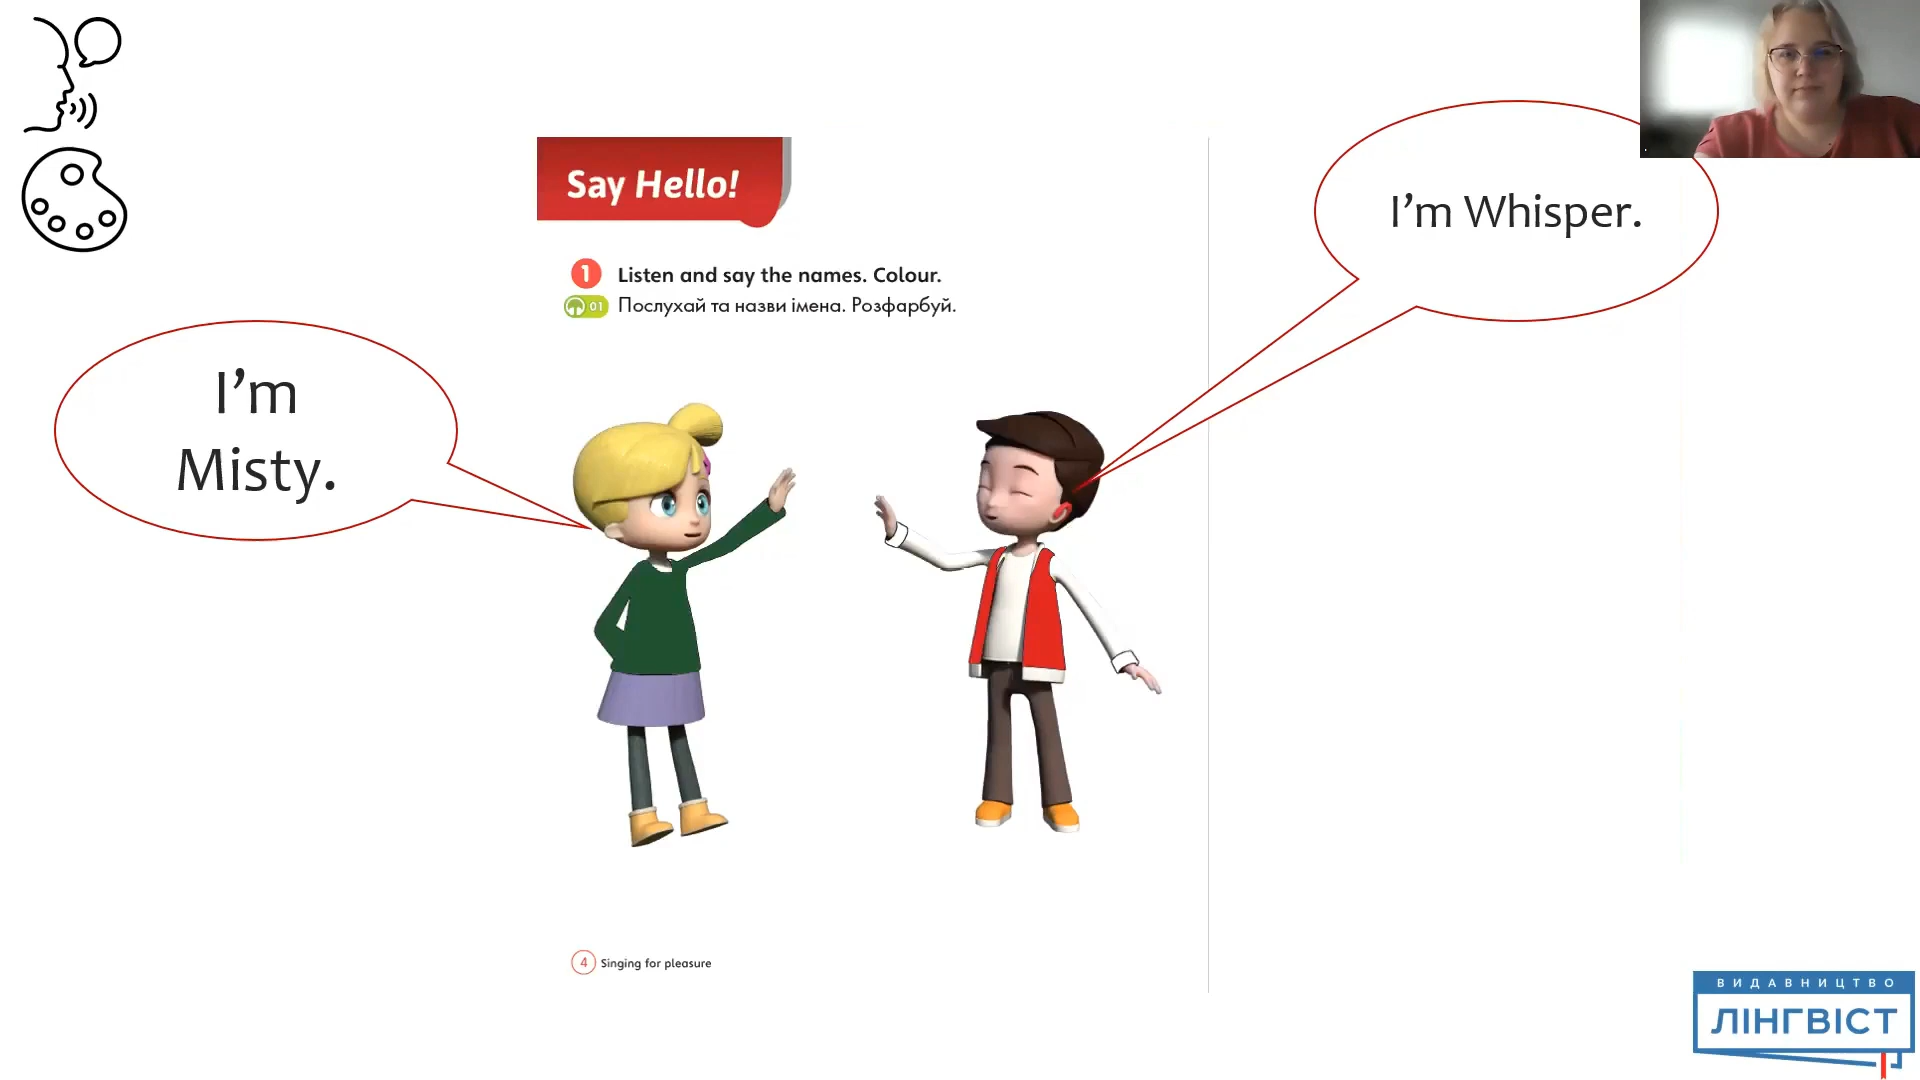 Say Hello!
1 Listen and say the names. Colour.
01 Послухай та назви імена. Розфарбуй.
I’m Whisper.
I’m
Misty.
4 Singing for pleasure
ВИДАВНИЦТВО
ЛІНГВІСТ